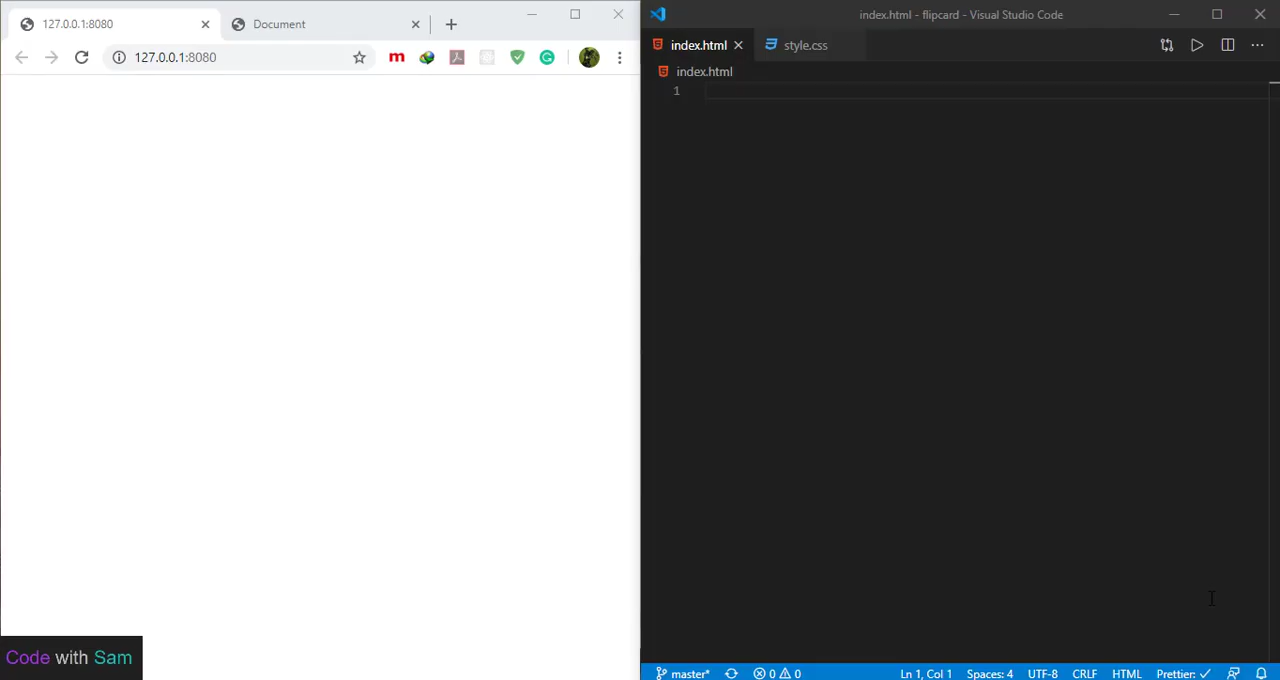 127.0.0.1:8080
Document
127.0.0.1:8080
m
Code with Sam
index.html - flipcard - Visual Studio Code
index.html
style.css
index.html
1
master*
0
0
Ln 1, Col 1
Spaces: 4
UTF-8
CRLF
HTML
Prettier: ✓